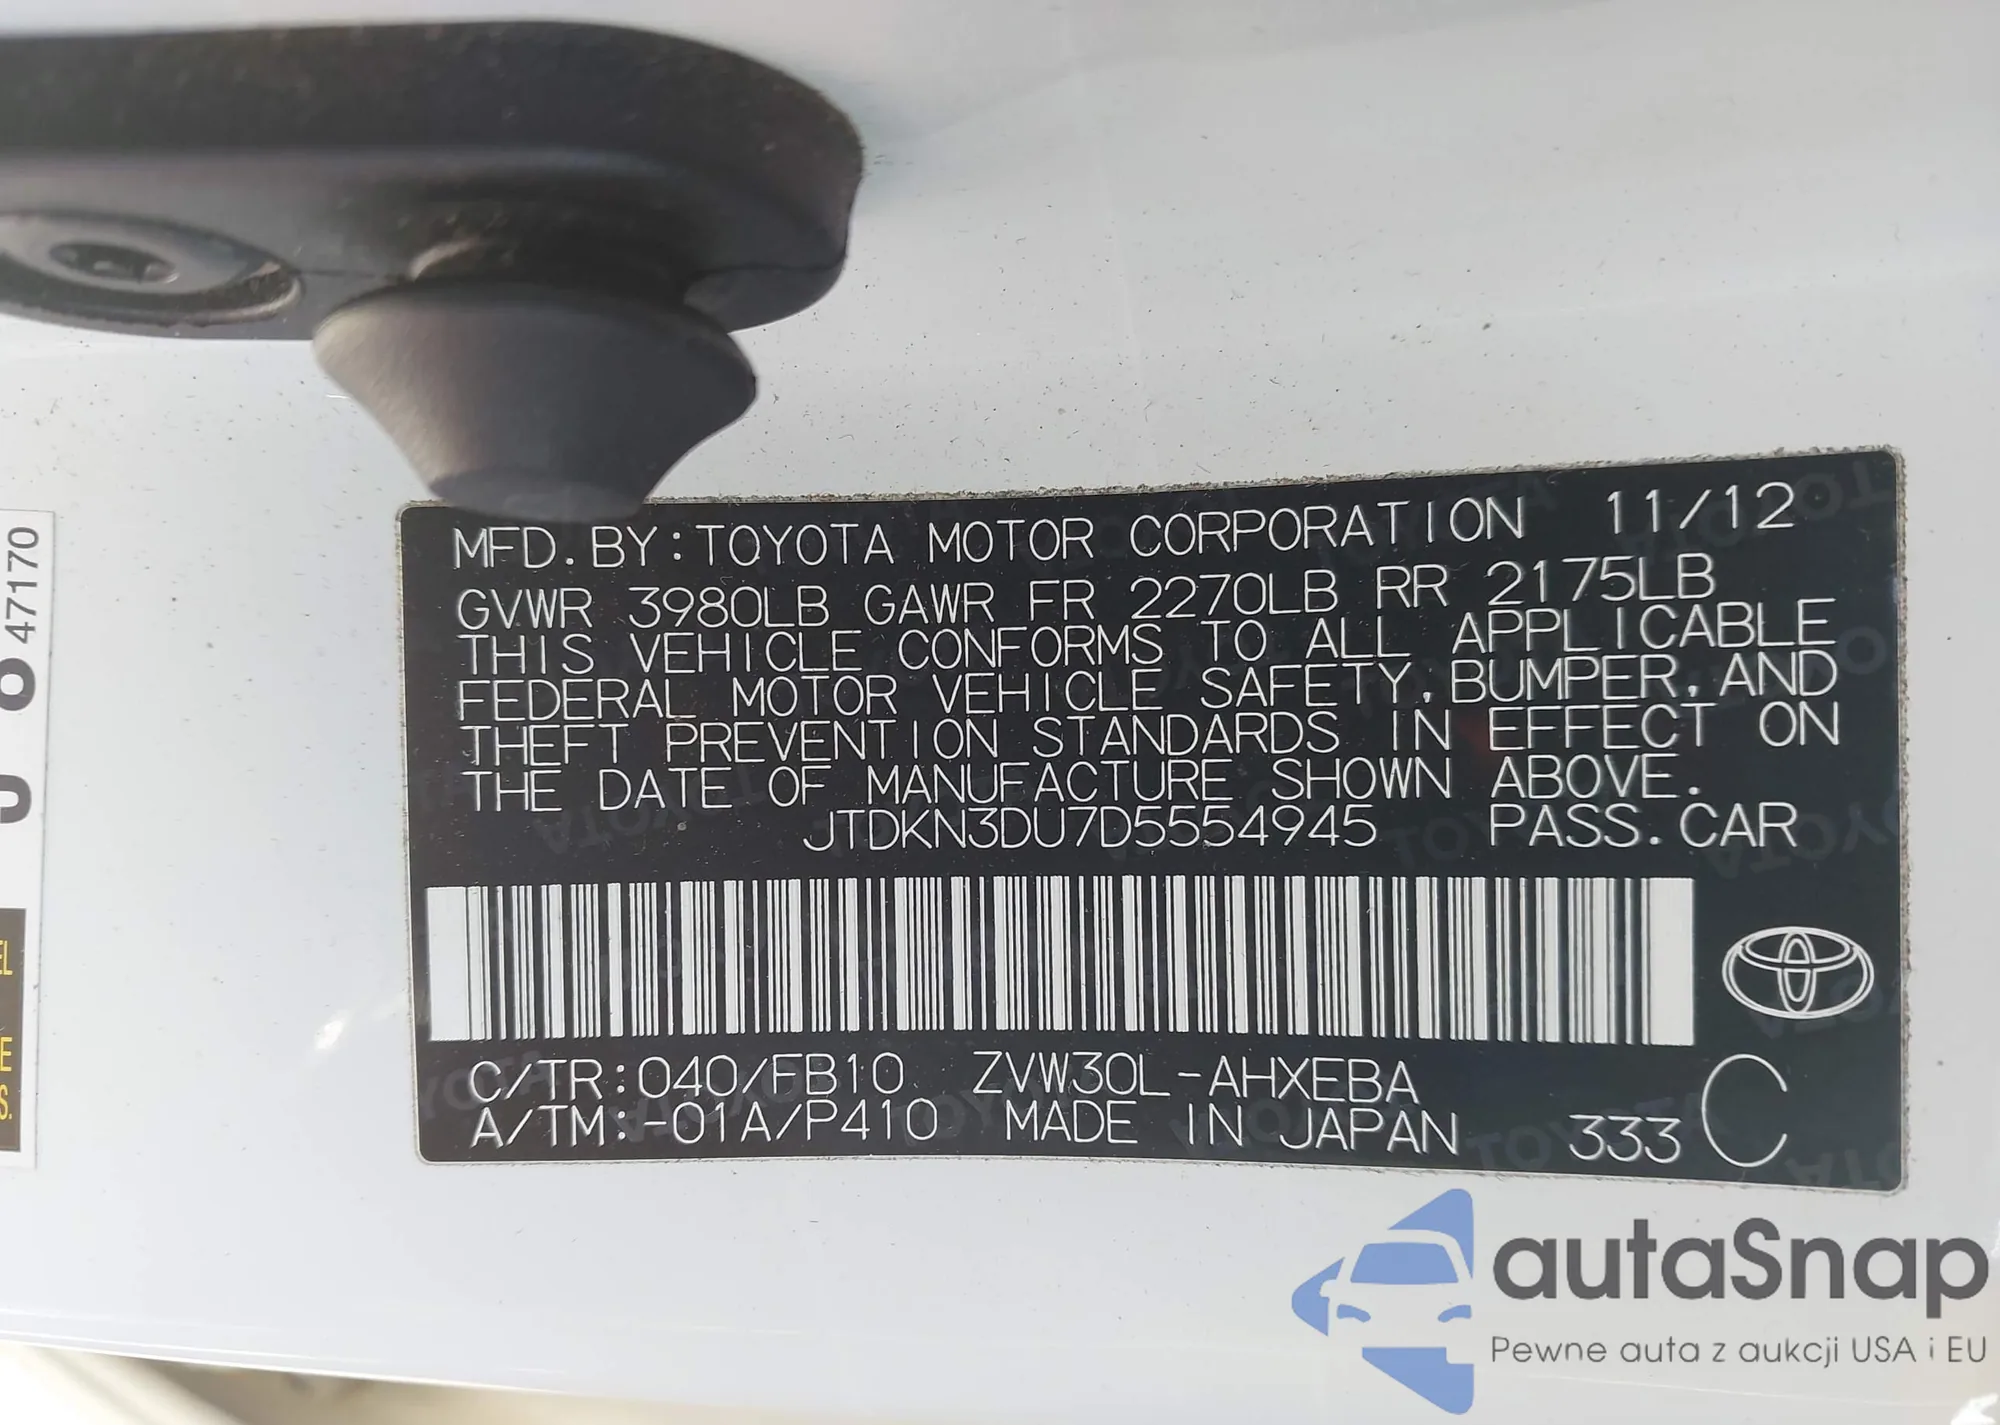 MFD. BY: TOYOTA MOTOR CORPORATION 11/12
GVWR 3980LB GAWR FR 2270LB RR 2175LB
THIS VEHICLE CONFORMS TO ALL APPLICABLE
FEDERAL MOTOR VEHICLE SAFETY, BUMPER, AND
THEFT PREVENTION STANDARDS IN EFFECT ON
THE DATE OF MANUFACTURE SHOWN ABOVE.
JTDKN3DU7D5554945 PASS. CAR
C/TR: 040/FB10 ZVW30L-AHXEBA
A/TM: -01A/P410 MADE IN JAPAN 333 C
47170
autaSnap
Pewne auta z aukcji USA i EU